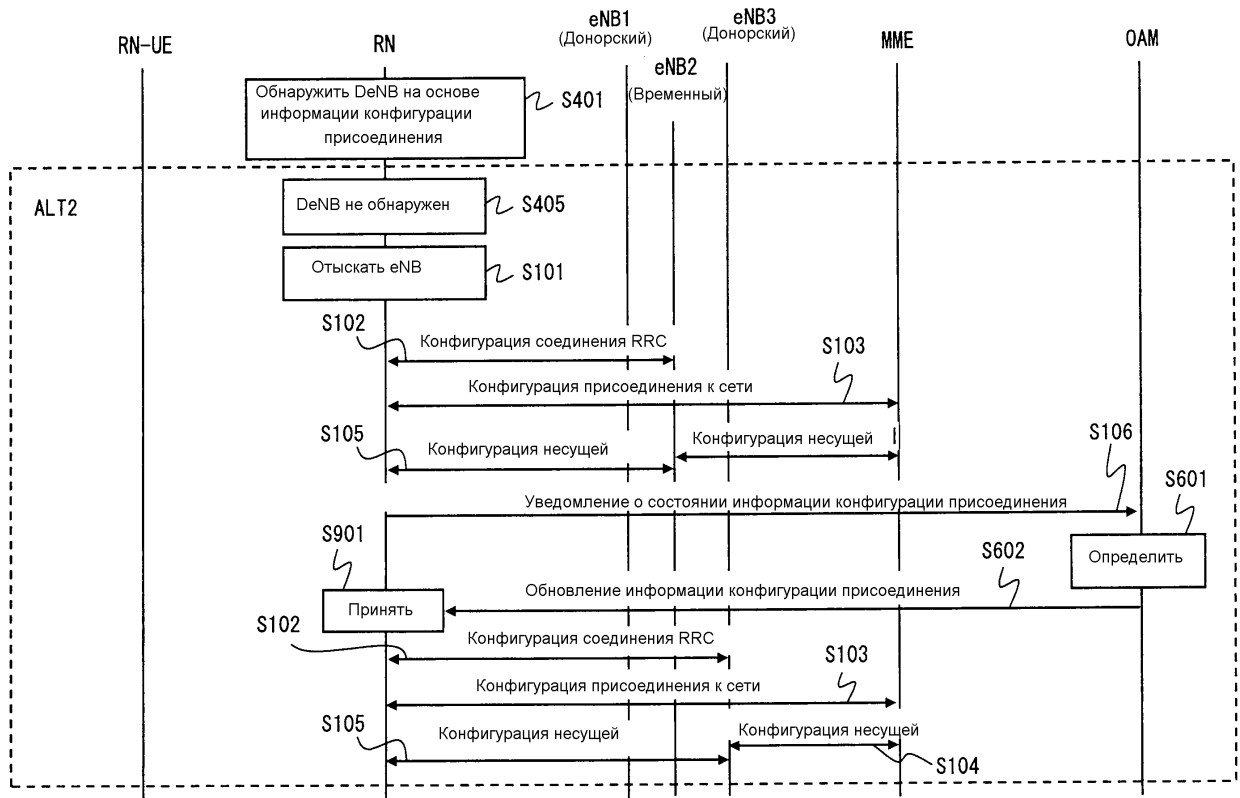 RN-UE
RN
eNB1
(Донорский)
eNB2
(Временный)
eNB3
(Донорский)
MME
OAM
Обнаружить DeNB на основе
информации конфигурации
присоединения
S401
ALT2
DeNB не обнаружен
S405
Отыскать eNB
S101
S102
Конфигурация соединения RRC
S103
Конфигурация присоединения к сети
S105
Конфигурация несущей
Конфигурация несущей
S106
Уведомление о состоянии информации конфигурации присоединения
S601
Определить
S901
S602
Обновление информации конфигурации присоединения
Принять
S102
Конфигурация соединения RRC
S103
Конфигурация присоединения к сети
S105
Конфигурация несущей
Конфигурация несущей
S104